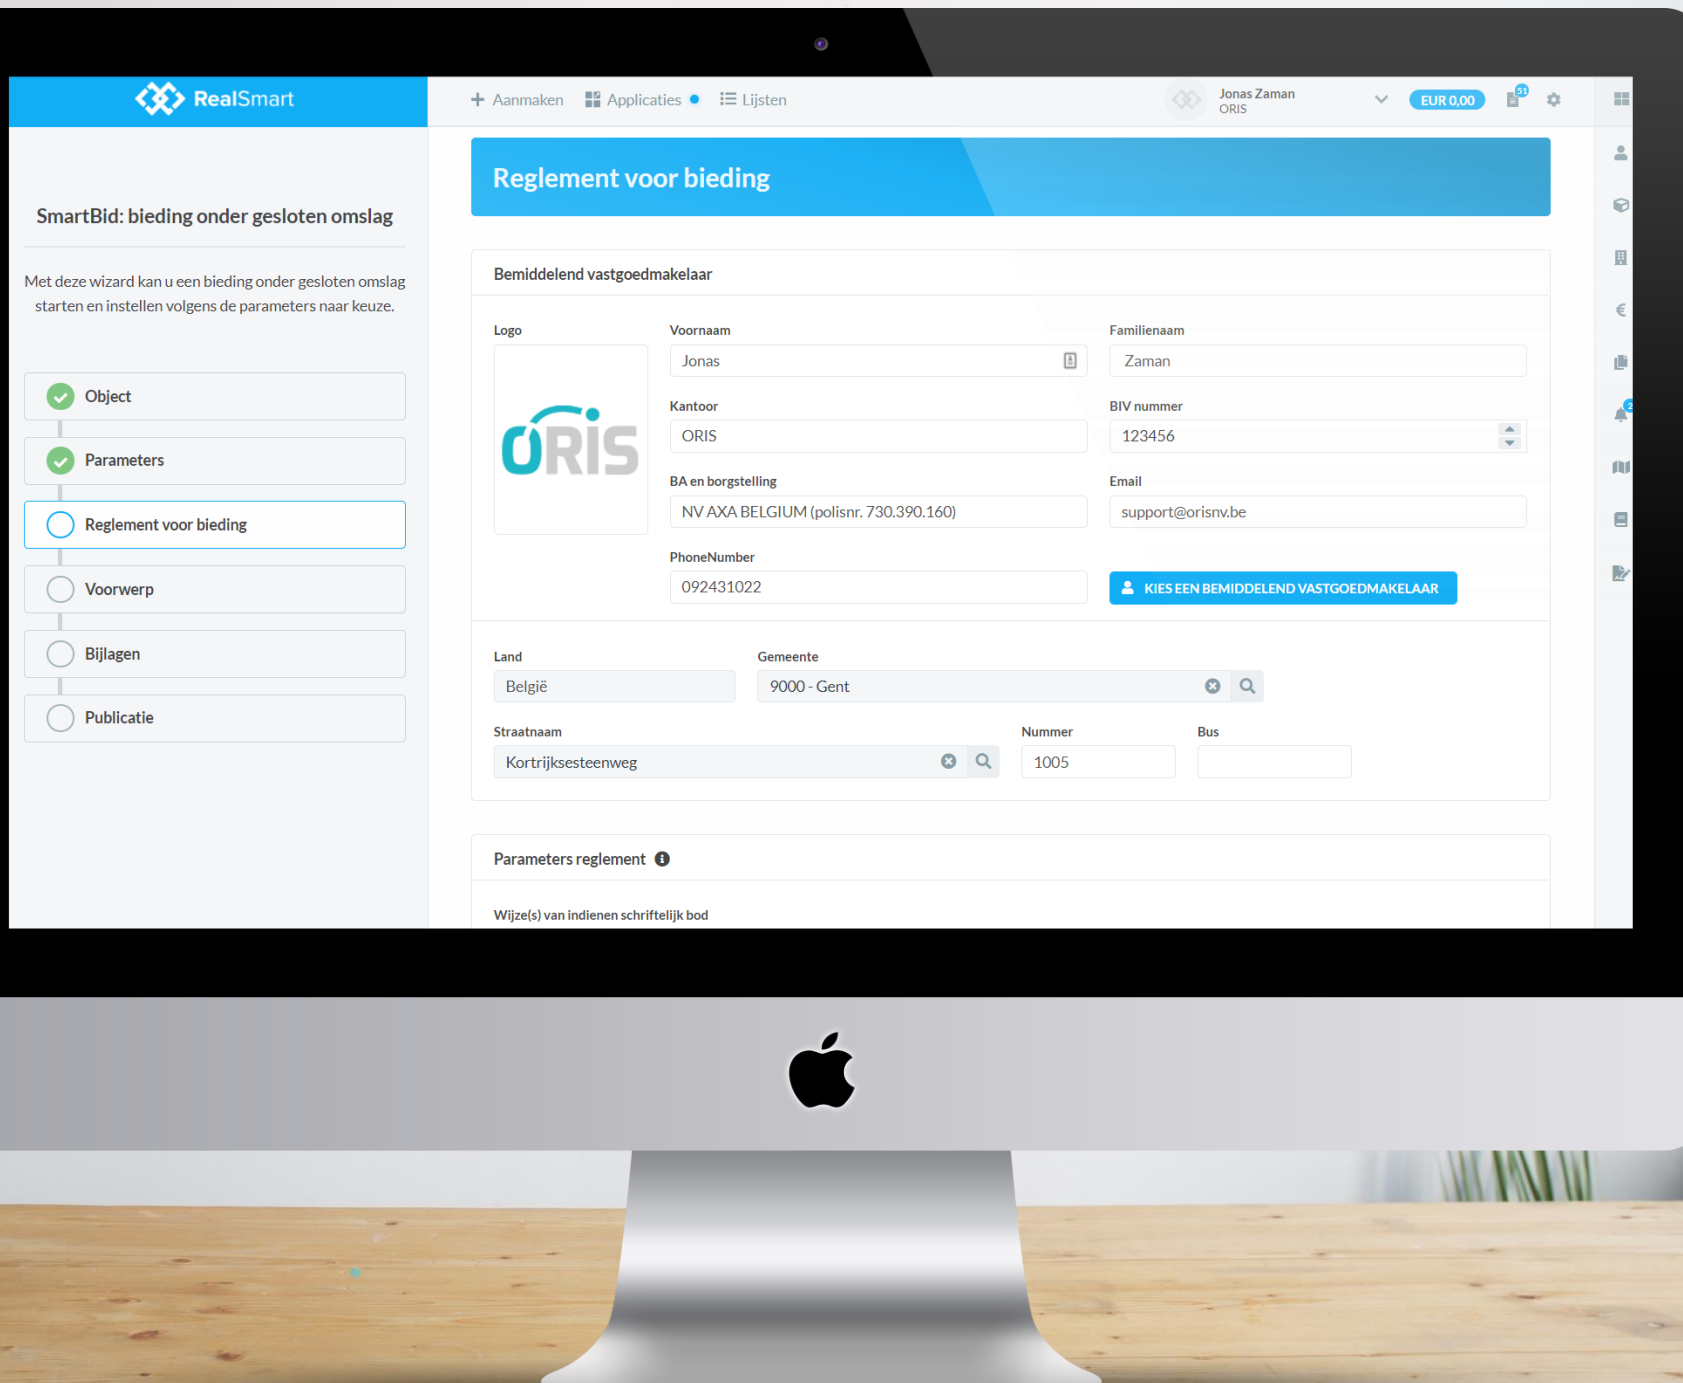 RealSmart
Aanmaken
Applicaties
Lijsten
Jonas Zaman
ORIS
EUR 0,00
51
SmartBid: bieding onder gesloten omslag
Met deze wizard kan u een bieding onder gesloten omslag
starten en instellen volgens de parameters naar keuze.
Object
Parameters
Reglement voor bieding
Voorwerp
Bijlagen
Publicatie
Reglement voor bieding
Bemiddelend vastgoedmakelaar
Logo
ORIS
Voornaam
Jonas
Familienaam
Zaman
Kantoor
ORIS
BIV nummer
123456
BA en borgstelling
NV AXA BELGIUM (polisnr. 730.390.160)
Email
support@orisnv.be
PhoneNumber
092431022
KIES EEN BEMIDDELEND VASTGOEDMAKELAAR
Land
België
Gemeente
9000 - Gent
Straatnaam
Kortrijksesteenweg
Nummer
1005
Bus
Parameters reglement
Wijze(s) van indienen schriftelijk bod
€
2